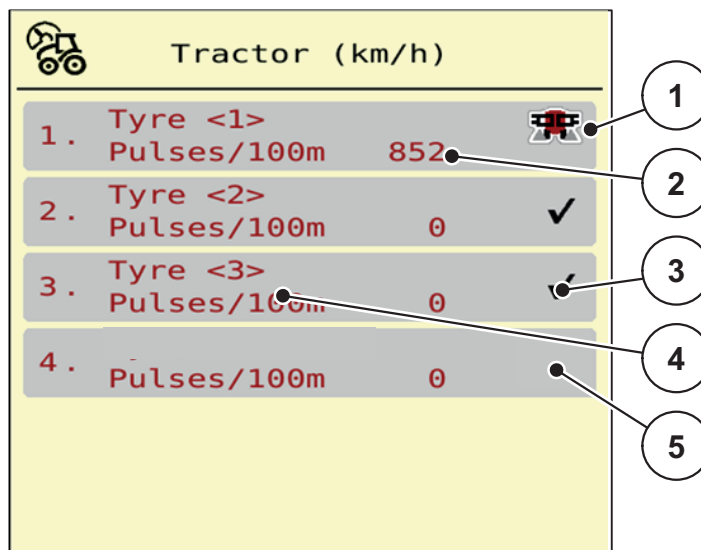 Tractor (km/h)
1. Tyre <1>
Pulses/100m 852
2. Tyre <2>
Pulses/100m 0
3. Tyre <3>
Pulses/100m 0
4.
Pulses/100m 0
1
2
3
4
5